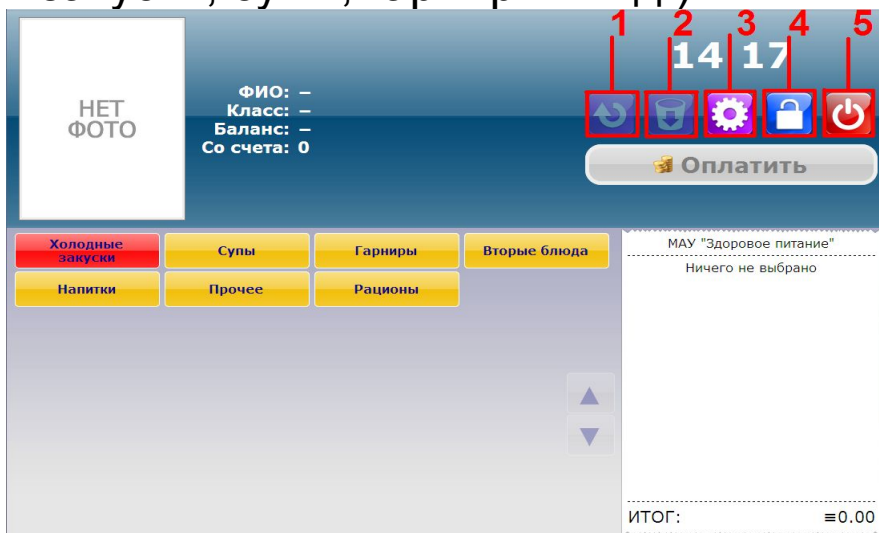 1 2 3 4 5
14 17
НЕТ
ФОТО
ФИО: –
Класс: –
Баланс: –
Со счета: 0
Оплатить
Холодные
закуски
Супы
Гарниры
Вторые блюда
Напитки
Прочее
Рационы
МАУ "Здоровое питание"
Ничего не выбрано
ИТОГ: ≡0.00